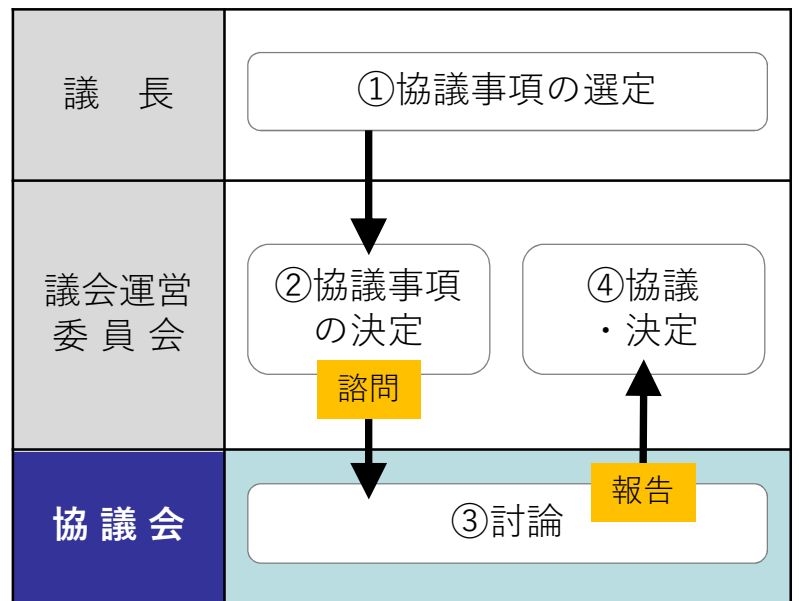 議　長
①協議事項の選定
議会運営
委 員 会
②協議事項
の決定
諮問
④協議
・決定
報告
協 議 会
③討論